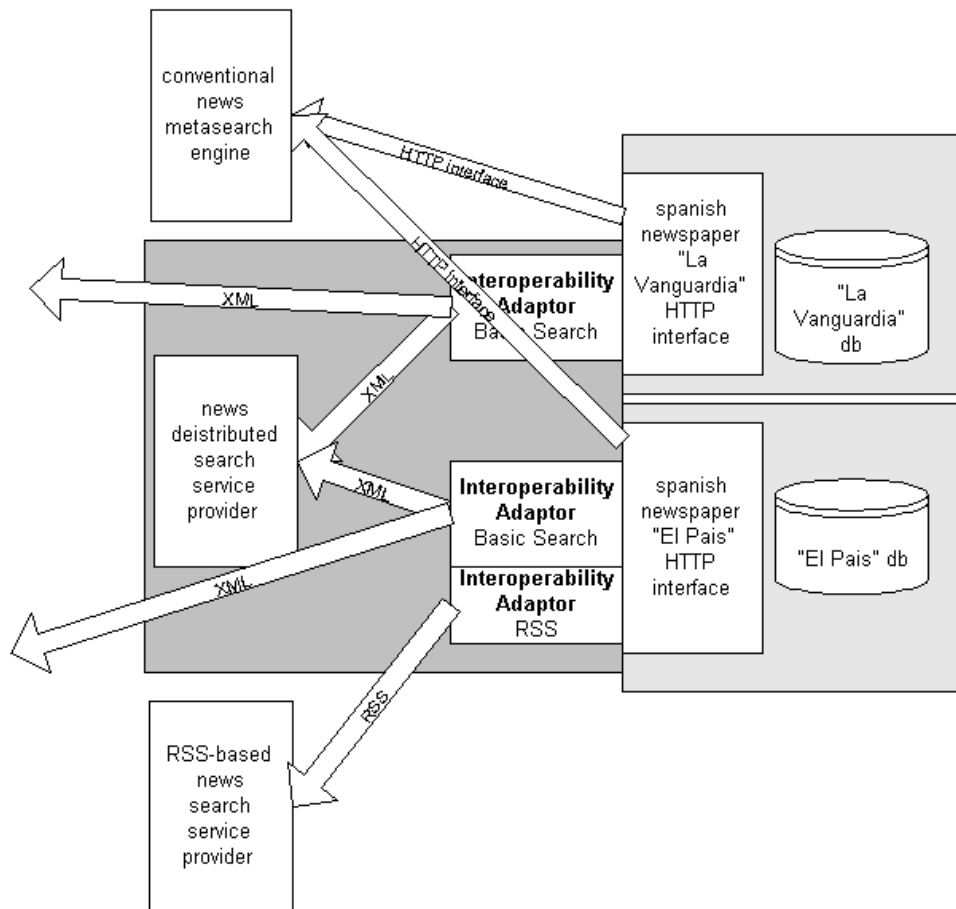 conventional
news
metasearch
engine
HTTP interface
HTTP interface
spanish
newspaper
"La
Vanguardia"
HTTP
interface
"La
Vanguardia"
db
Interoperability
Adaptor
Basic Search
XML
XML
news
deistributed
search
service
provider
XML
XML
Interoperability
Adaptor
Basic Search
Interoperability
Adaptor
RSS
spanish
newspaper
"El Pais"
HTTP
interface
"El Pais" db
RSS
RSS-based
news
search
service
provider